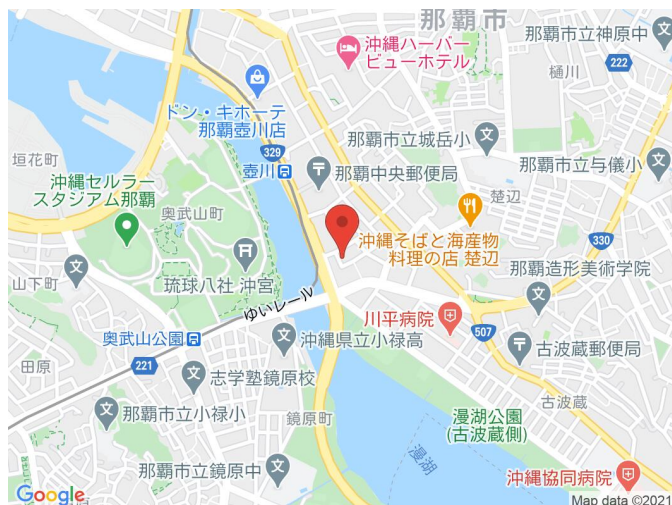 那覇市
那覇市立神原中
沖縄ハーバー
ビューホテル
222
樋川
ドン・キホーテ
那覇壺川店
那覇市立城岳小
那覇市立与儀小
垣花町
329
壺川
那覇中央郵便局
楚辺
沖縄セルラー
スタジアム那覇
奥武山町
沖縄そばと海産物
料理の店 楚辺
330
山下町
琉球八社 沖宮
那覇造形美術学院
ゆいレール
川平病院
507
奥武山公園
沖縄県立小禄高
古波蔵郵便局
221
田原
志学塾鏡原校
古波蔵
那覇市立小禄小
鏡原町
漫湖公園
(古波蔵側)
漫湖
那覇市立鏡原中
沖縄協同病院
Google
Map data ©2021